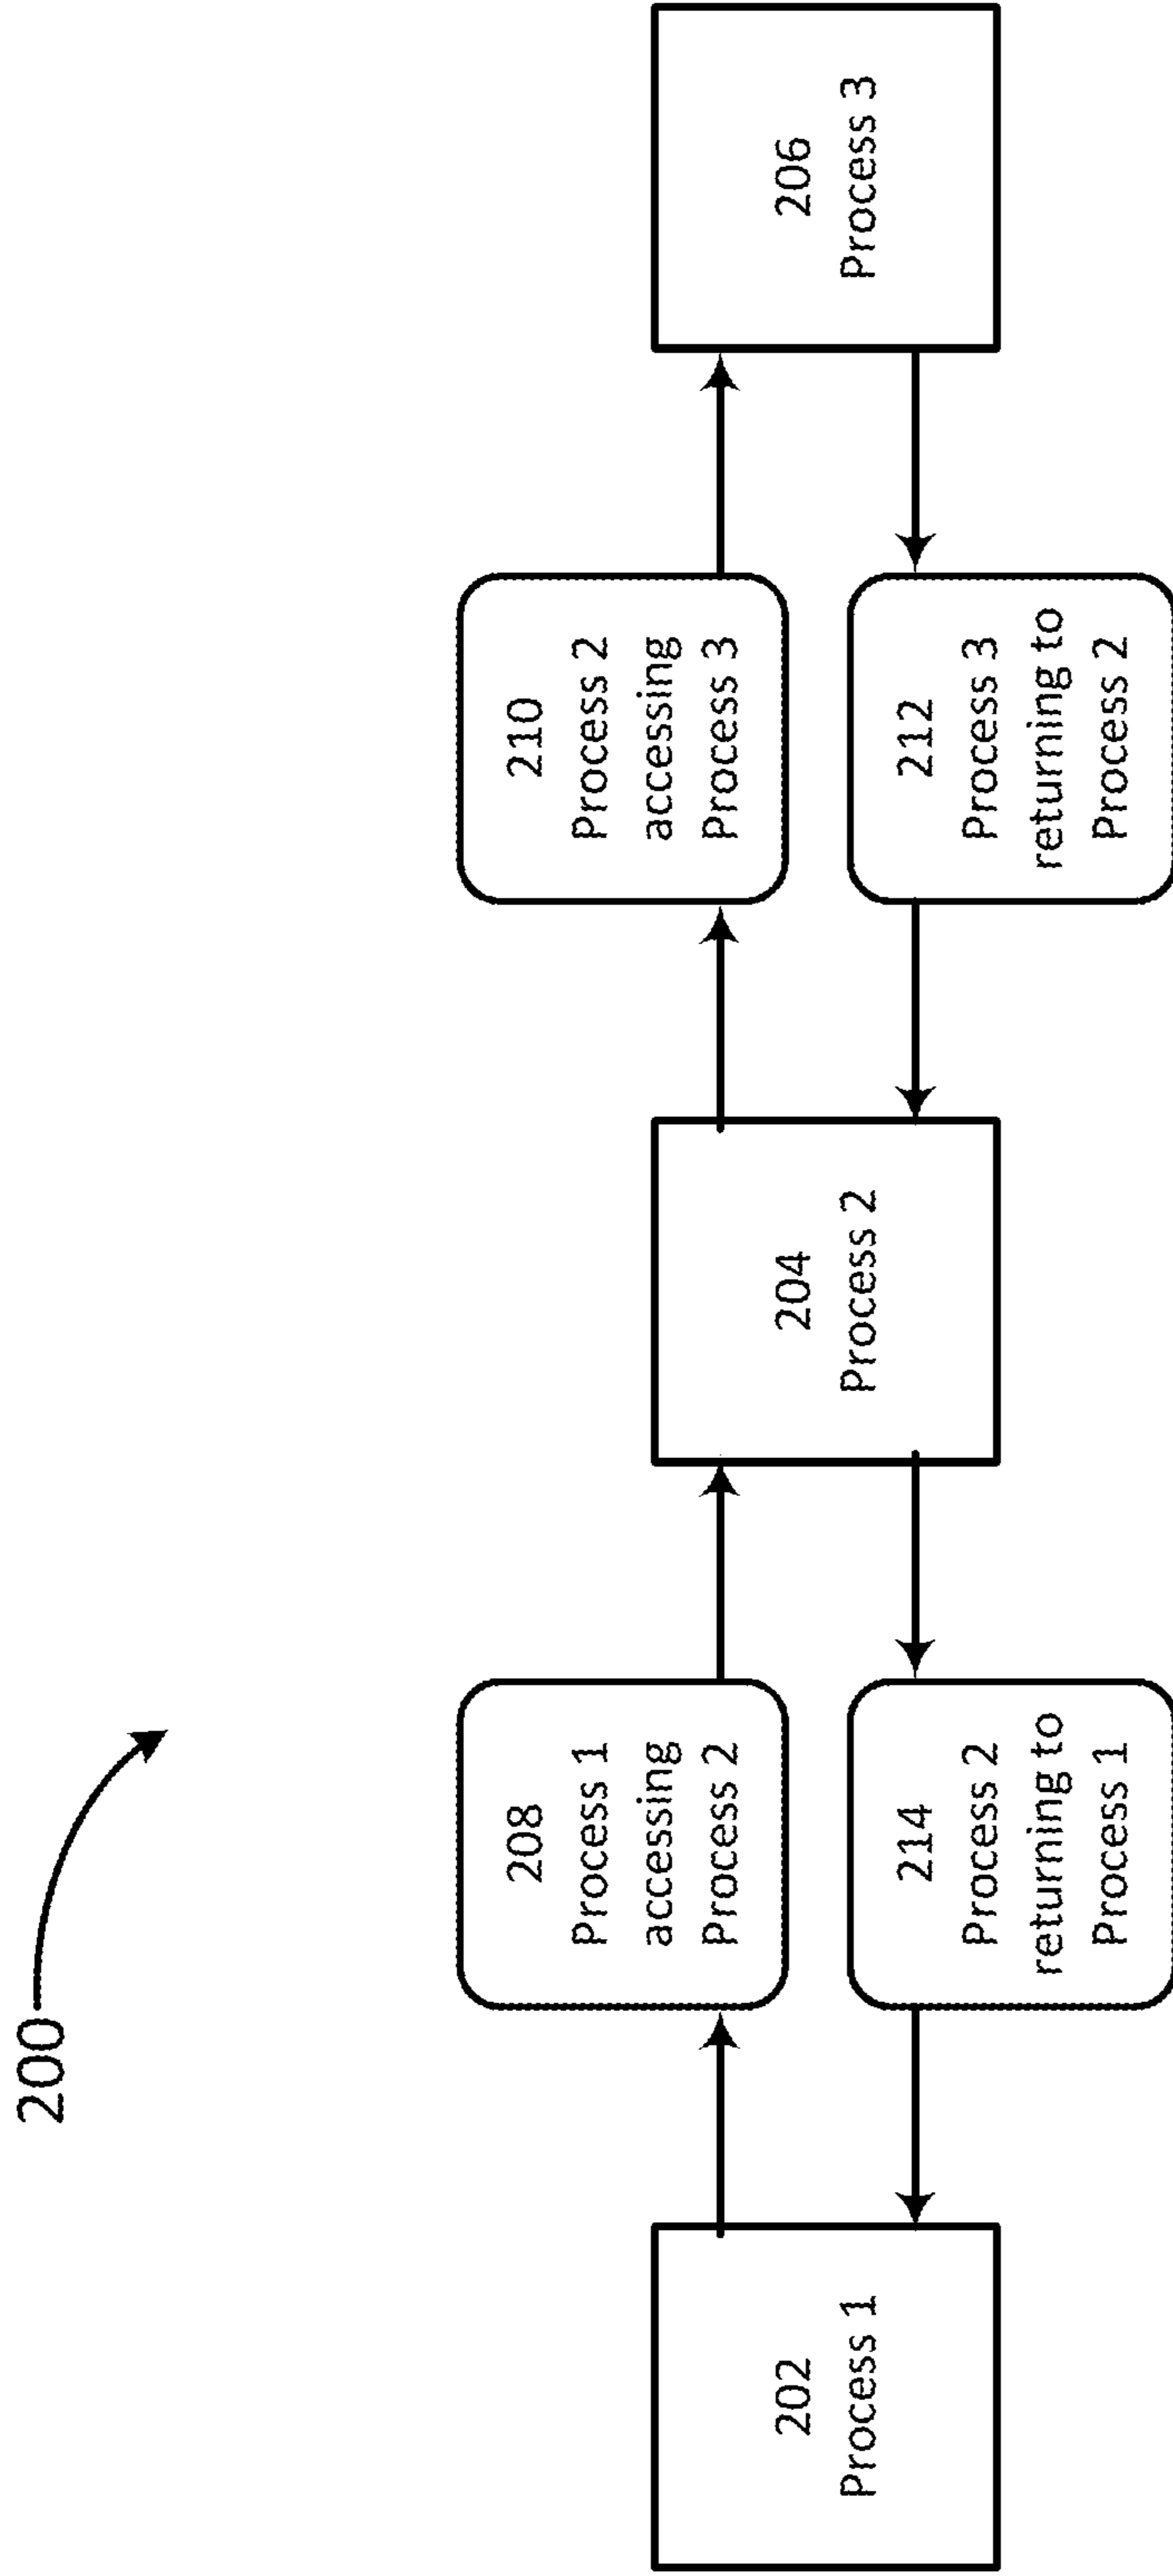 200
208
Process 1
accessing
Process 2
210
Process 2
accessing
Process 3
202
Process 1
204
Process 2
206
Process 3
214
Process 2
returning to
Process 1
212
Process 3
returning to
Process 2